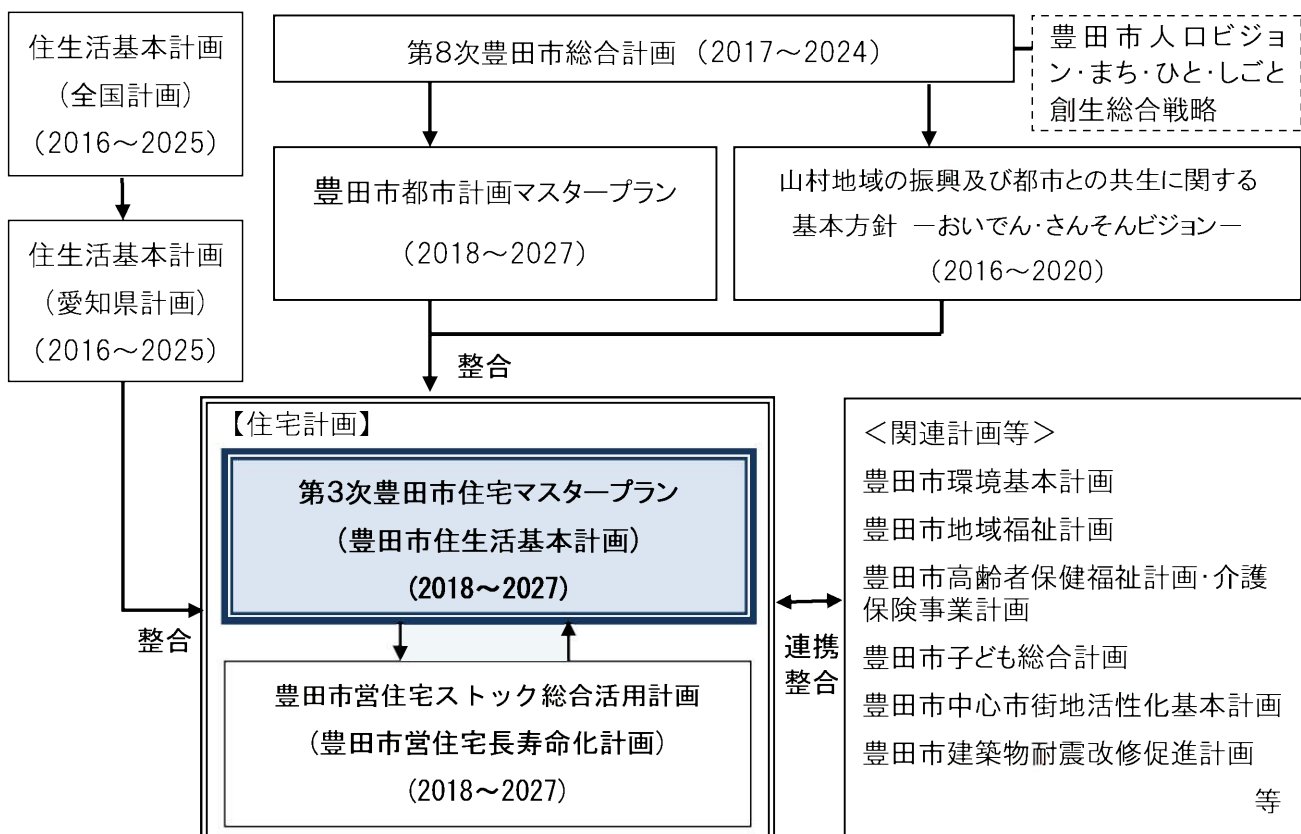 住生活基本計画
(全国計画)
(2016~2025)
第8次豊田市総合計画 (2017~2024)
豊田市人口ビジョ
ン・まち・ひと・しごと
創生総合戦略
住生活基本計画
(愛知県計画)
(2016~2025)
豊田市都市計画マスタープラン
(2018~2027)
山村地域の振興及び都市との共生に関する
基本方針 ―おいでん・さんそんビジョン―
(2016~2020)
整合
整合
【住宅計画】
第3次豊田市住宅マスタープラン
(豊田市住生活基本計画)
(2018~2027)
豊田市営住宅ストック総合活用計画
(豊田市営住宅長寿命化計画)
(2018~2027)
連携
整合
<関連計画等>
豊田市環境基本計画
豊田市地域福祉計画
豊田市高齢者保健福祉計画・介護
保険事業計画
豊田市子ども総合計画
豊田市中心市街地活性化基本計画
豊田市建築物耐震改修促進計画
等